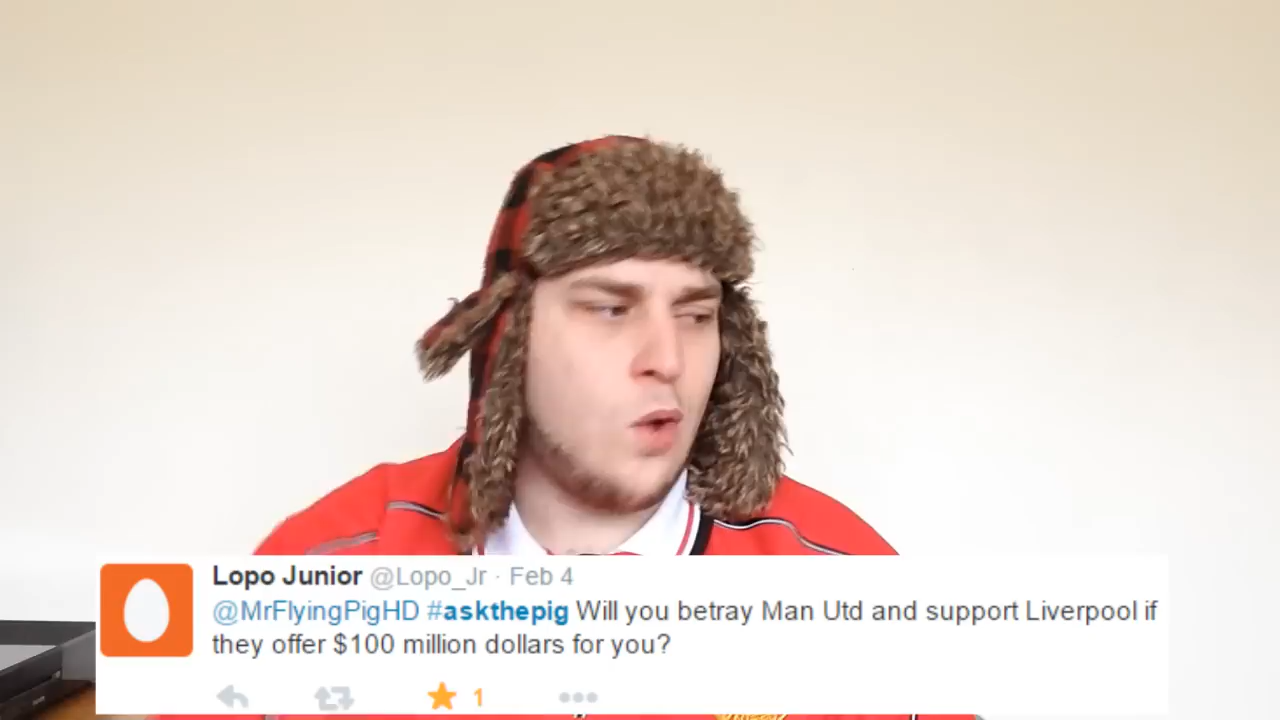 Lopo Junior @Lopo_Jr · Feb 4
@MrFlyingPigHD #askthepig Will you betray Man Utd and support Liverpool if
they offer $100 million dollars for you?
1